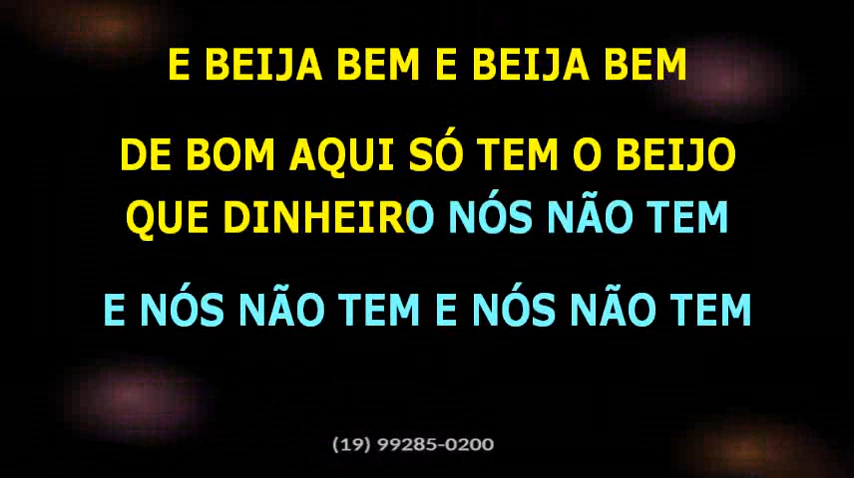 E BEIJA BEM E BEIJA BEM
DE BOM AQUI SÓ TEM O BEIJO
QUE DINHEIRO NÓS NÃO TEM
E NÓS NÃO TEM E NÓS NÃO TEM
(19) 99285-0200